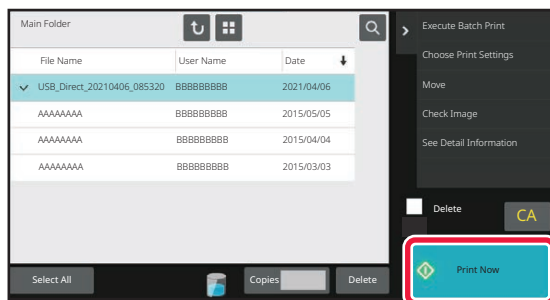 Main Folder
File Name User Name Date
USB_Direct_20210406_085320 BBBBBBBBB 2021/04/06
AAAAAAAA BBBBBBBBB 2015/05/05
AAAAAAAA BBBBBBBBB 2015/04/04
AAAAAAAA BBBBBBBBB 2015/03/03
Select All
Copies
Delete
Execute Batch Print
Choose Print Settings
Move
Check Image
See Detail Information
Delete
CA
Print Now